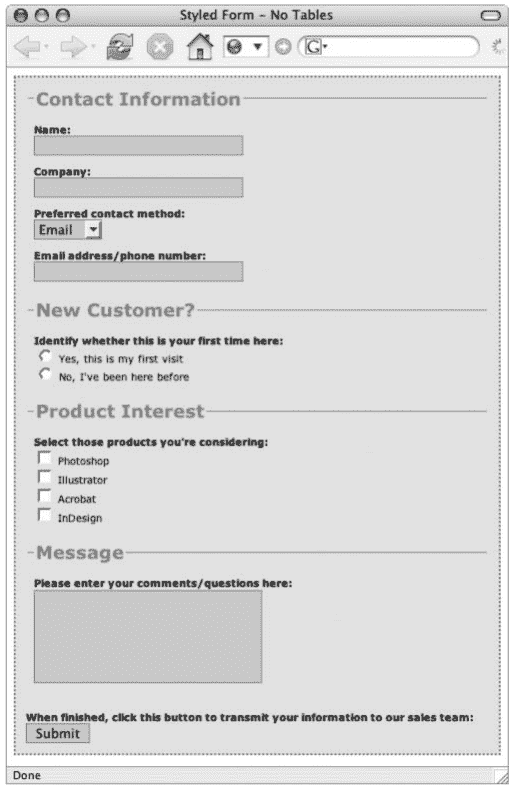 Styled Form – No Tables
G
Contact Information
Name:
Company:
Preferred contact method:
Email
Email address/phone number:
New Customer?
Identify whether this is your first time here:
Yes, this is my first visit
No, I've been here before
Product Interest
Select those products you're considering:
Photoshop
Illustrator
Acrobat
InDesign
Message
Please enter your comments/questions here:
When finished, click this button to transmit your information to our sales team:
Submit
Done